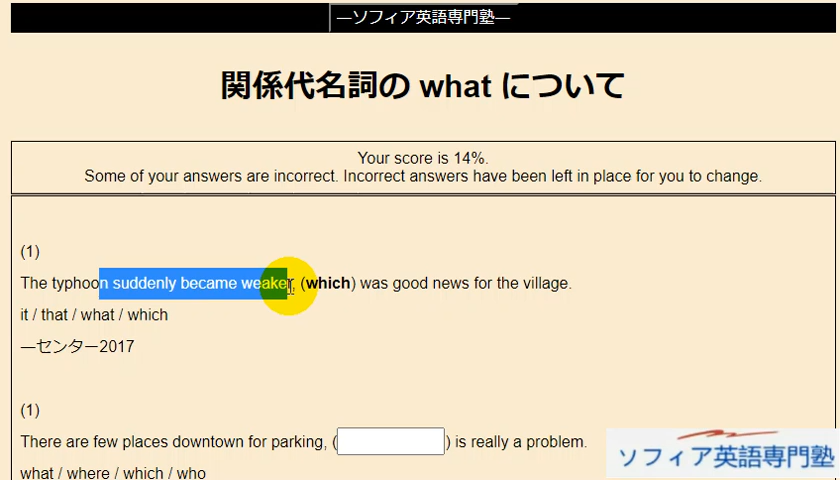 ―ソフィア英語専門塾―
関係代名詞の what について
Your score is 14%.
Some of your answers are incorrect. Incorrect answers have been left in place for you to change.
(1)
The typhoon suddenly became weaker, (which) was good news for the village.
it / that / what / which
―センター2017
(1)
There are few places downtown for parking, ( ) is really a problem.
what / where / which / who
ソフィア英語専門塾